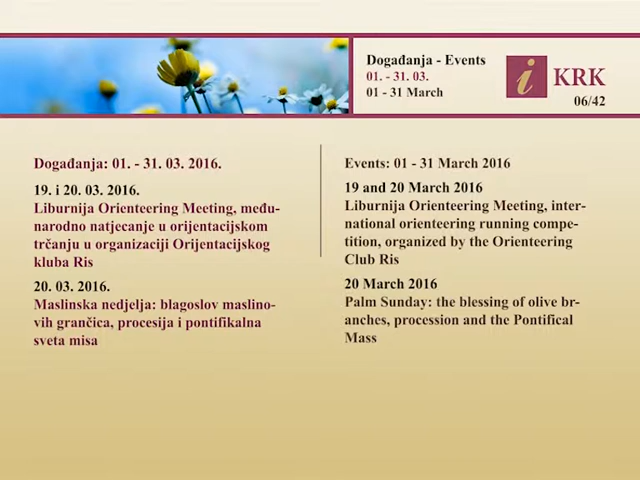 Događanja - Events
01. - 31. 03.
01 - 31 March
i KRK
06/42
Događanja: 01. - 31. 03. 2016.
19. i 20. 03. 2016.
Liburnija Orienteering Meeting, među-
narodno natjecanje u orijentacijskom
trčanju u organizaciji Orijentacijskog
kluba Ris
20. 03. 2016.
Maslinska nedjelja: blagoslov maslino-
vih grančica, procesija i pontifikalna
sveta misa
Events: 01 - 31 March 2016
19 and 20 March 2016
Liburnija Orienteering Meeting, inter-
national orienteering running compe-
tition, organized by the Orienteering
Club Ris
20 March 2016
Palm Sunday: the blessing of olive br-
anches, procession and the Pontifical
Mass